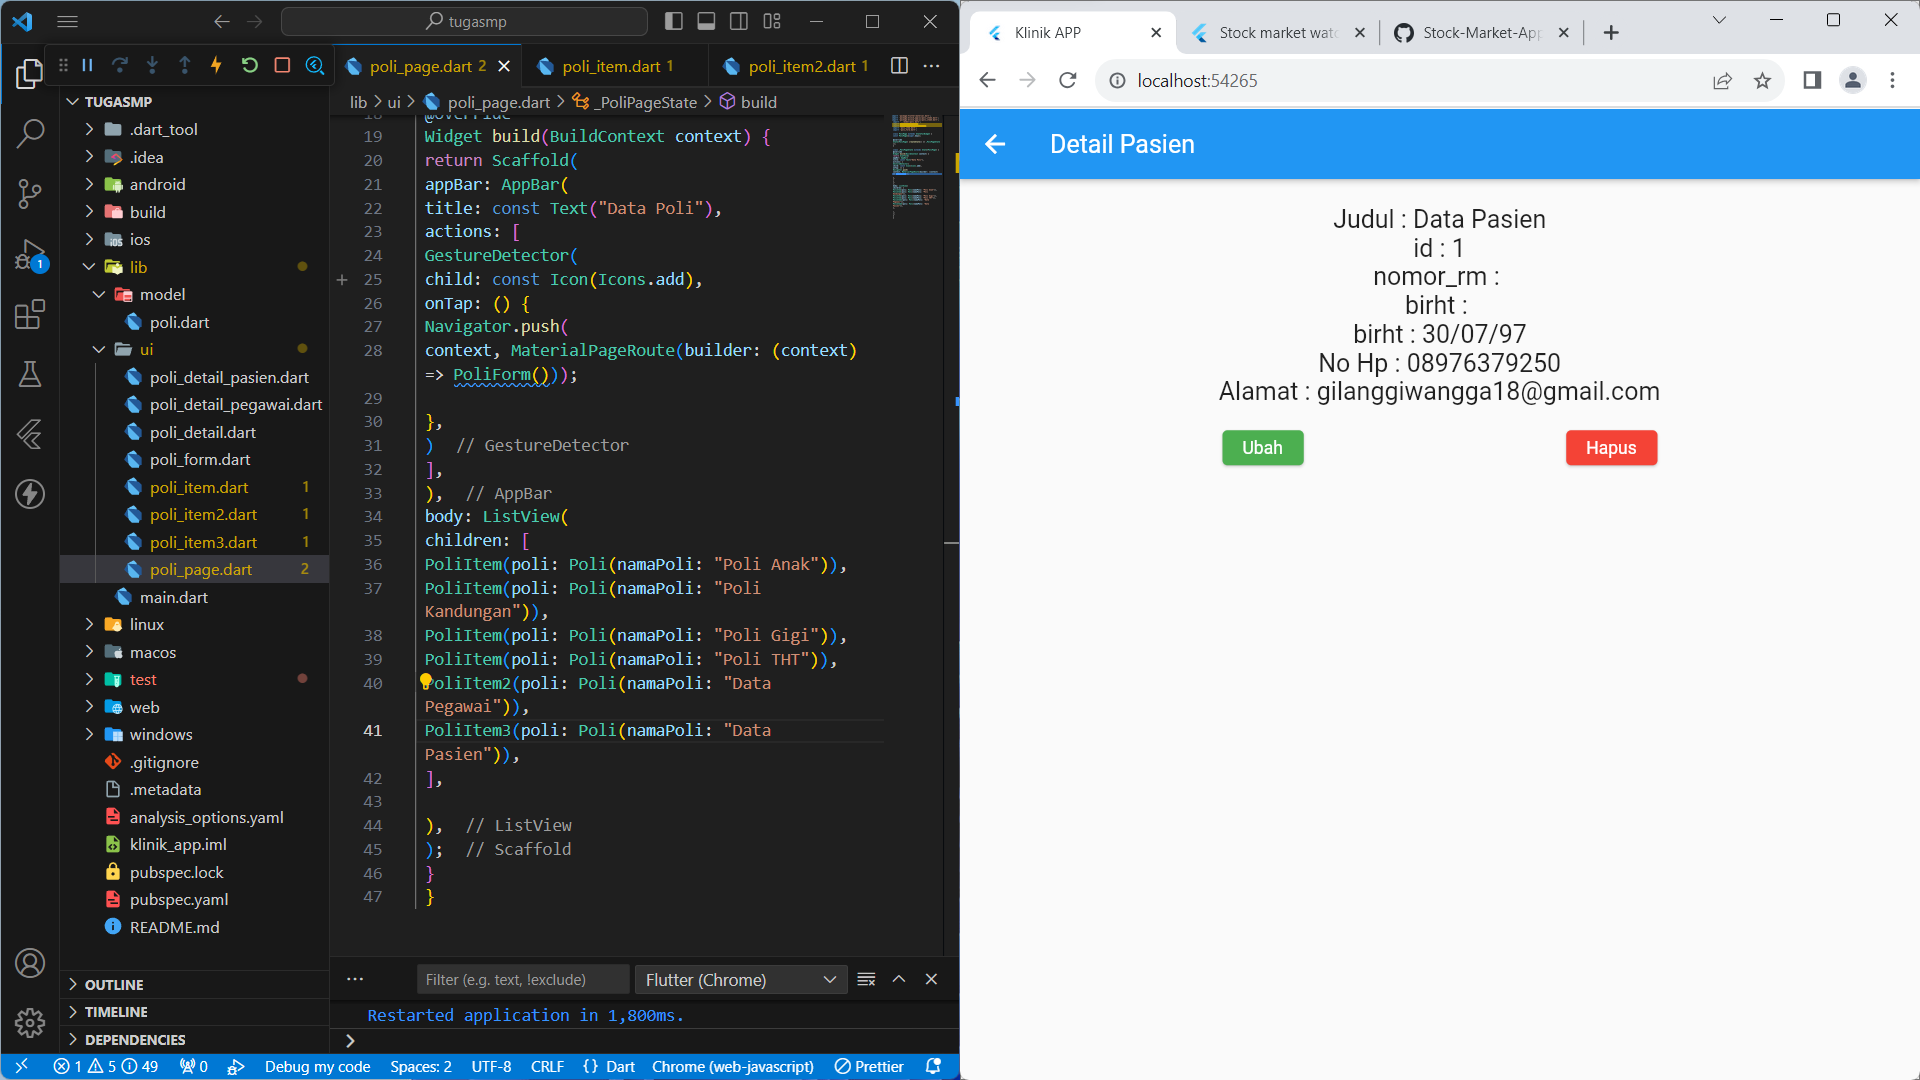 tugasmp
poli_page.dart 2
poli_item.dart 1
poli_item2.dart 1
TUGASMP
.dart_tool
.idea
android
build
ios
lib
model
poli.dart
ui
poli_detail_pasien.dart
poli_detail_pegawai.dart
poli_detail.dart
poli_form.dart
poli_item.dart 1
poli_item2.dart 1
poli_item3.dart 1
poli_page.dart 2
main.dart
linux
macos
test
web
windows
.gitignore
.metadata
analysis_options.yaml
klinik_app.iml
pubspec.lock
pubspec.yaml
README.md
OUTLINE
TIMELINE
DEPENDENCIES
1
lib > ui > poli_page.dart > _PoliPageState > build
18 @override
19 Widget build(BuildContext context) {
20 return Scaffold(
21 appBar: AppBar(
22 title: const Text("Data Poli"),
23 actions: [
24 GestureDetector(
25 child: const Icon(Icons.add),
26 onTap: () {
27 Navigator.push(
28 context, MaterialPageRoute(builder: (context)
=> PoliForm()));
29
30 },
31 ) // GestureDetector
32 ],
33 ), // AppBar
34 body: ListView(
35 children: [
36 PoliItem(poli: Poli(namaPoli: "Poli Anak")),
37 PoliItem(poli: Poli(namaPoli: "Poli
Kandungan")),
38 PoliItem(poli: Poli(namaPoli: "Poli Gigi")),
39 PoliItem(poli: Poli(namaPoli: "Poli THT")),
40 PoliItem2(poli: Poli(namaPoli: "Data
Pegawai")),
41 PoliItem3(poli: Poli(namaPoli: "Data
Pasien")),
42 ],
43
44 ), // ListView
45 ); // Scaffold
46 }
47 }
Filter (e.g. text, !exclude)
Flutter (Chrome)
Restarted application in 1,800ms.
1 5 49 0 Debug my code Spaces: 2 UTF-8 CRLF {} Dart Chrome (web-javascript) Prettier
Klinik APP
Stock market wat
Stock-Market-App
localhost:54265
Detail Pasien
Judul : Data Pasien
id : 1
nomor_rm :
birht :
birht : 30/07/97
No Hp : 08976379250
Alamat : gilanggiwangga18@gmail.com
Ubah
Hapus